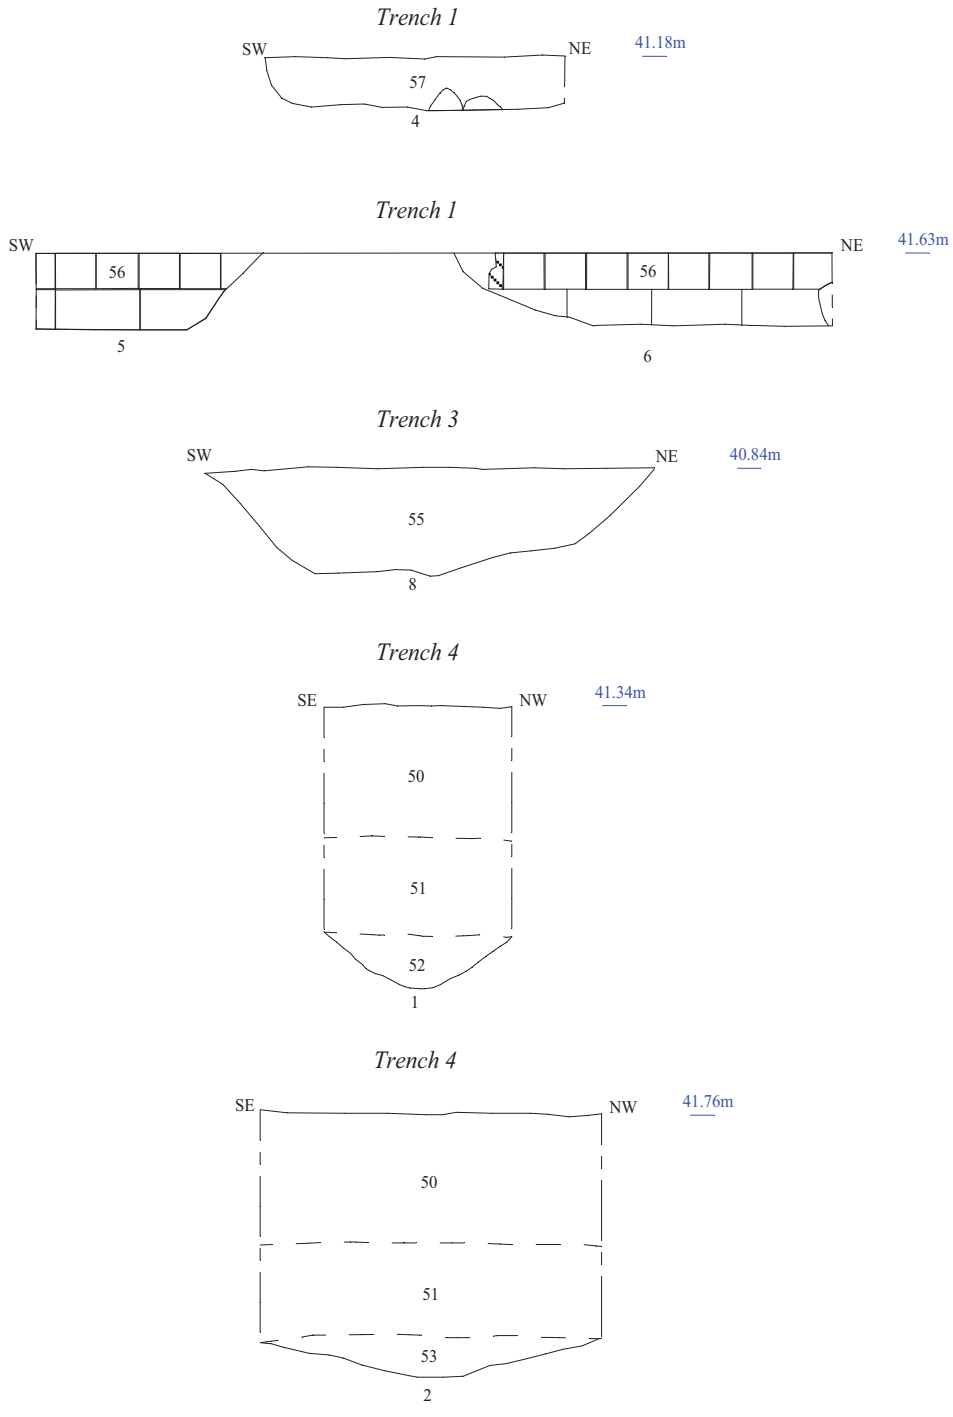 Trench 1
SW NE 41.18m
57
4
Trench 1
SW NE 41.63m
56 56
5 6
Trench 3
SW NE 40.84m
55
8
Trench 4
SE NW 41.34m
50
51
52
1
Trench 4
SE NW 41.76m
50
51
53
2